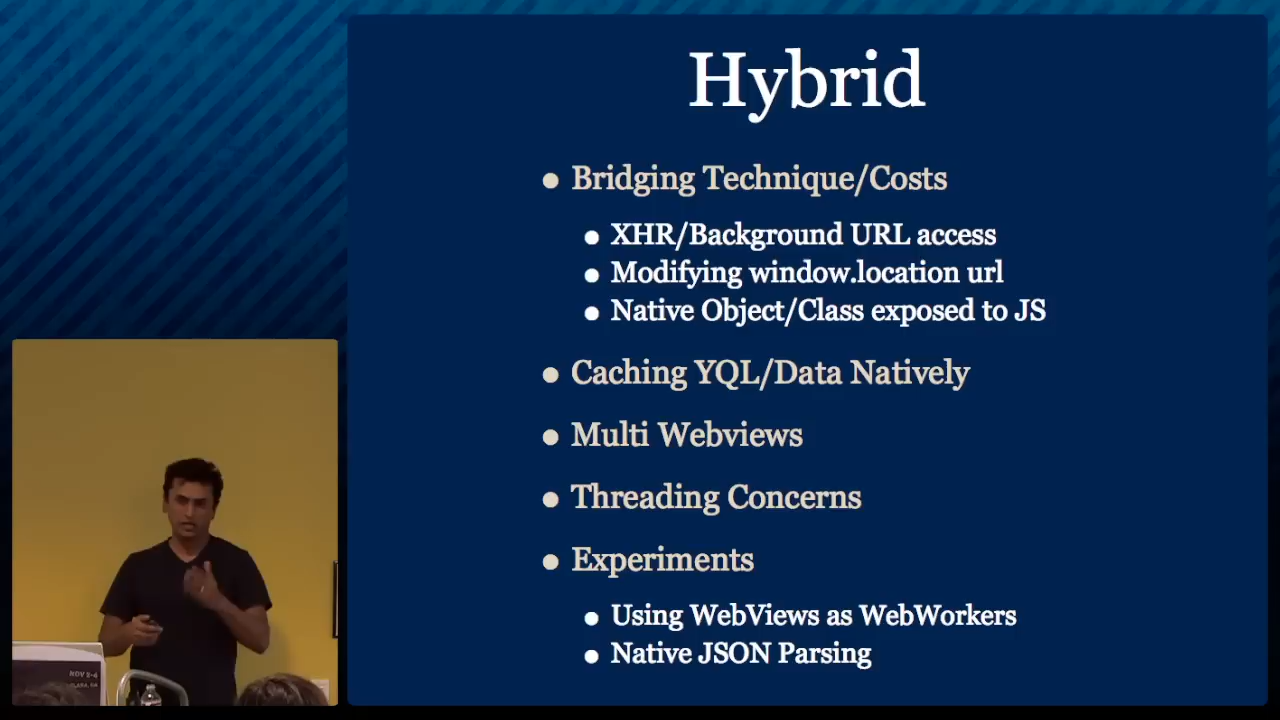 Hybrid
Bridging Technique/Costs
XHR/Background URL access
Modifying window.location url
Native Object/Class exposed to JS
Caching YQL/Data Natively
Multi Webviews
Threading Concerns
Experiments
Using WebViews as WebWorkers
Native JSON Parsing